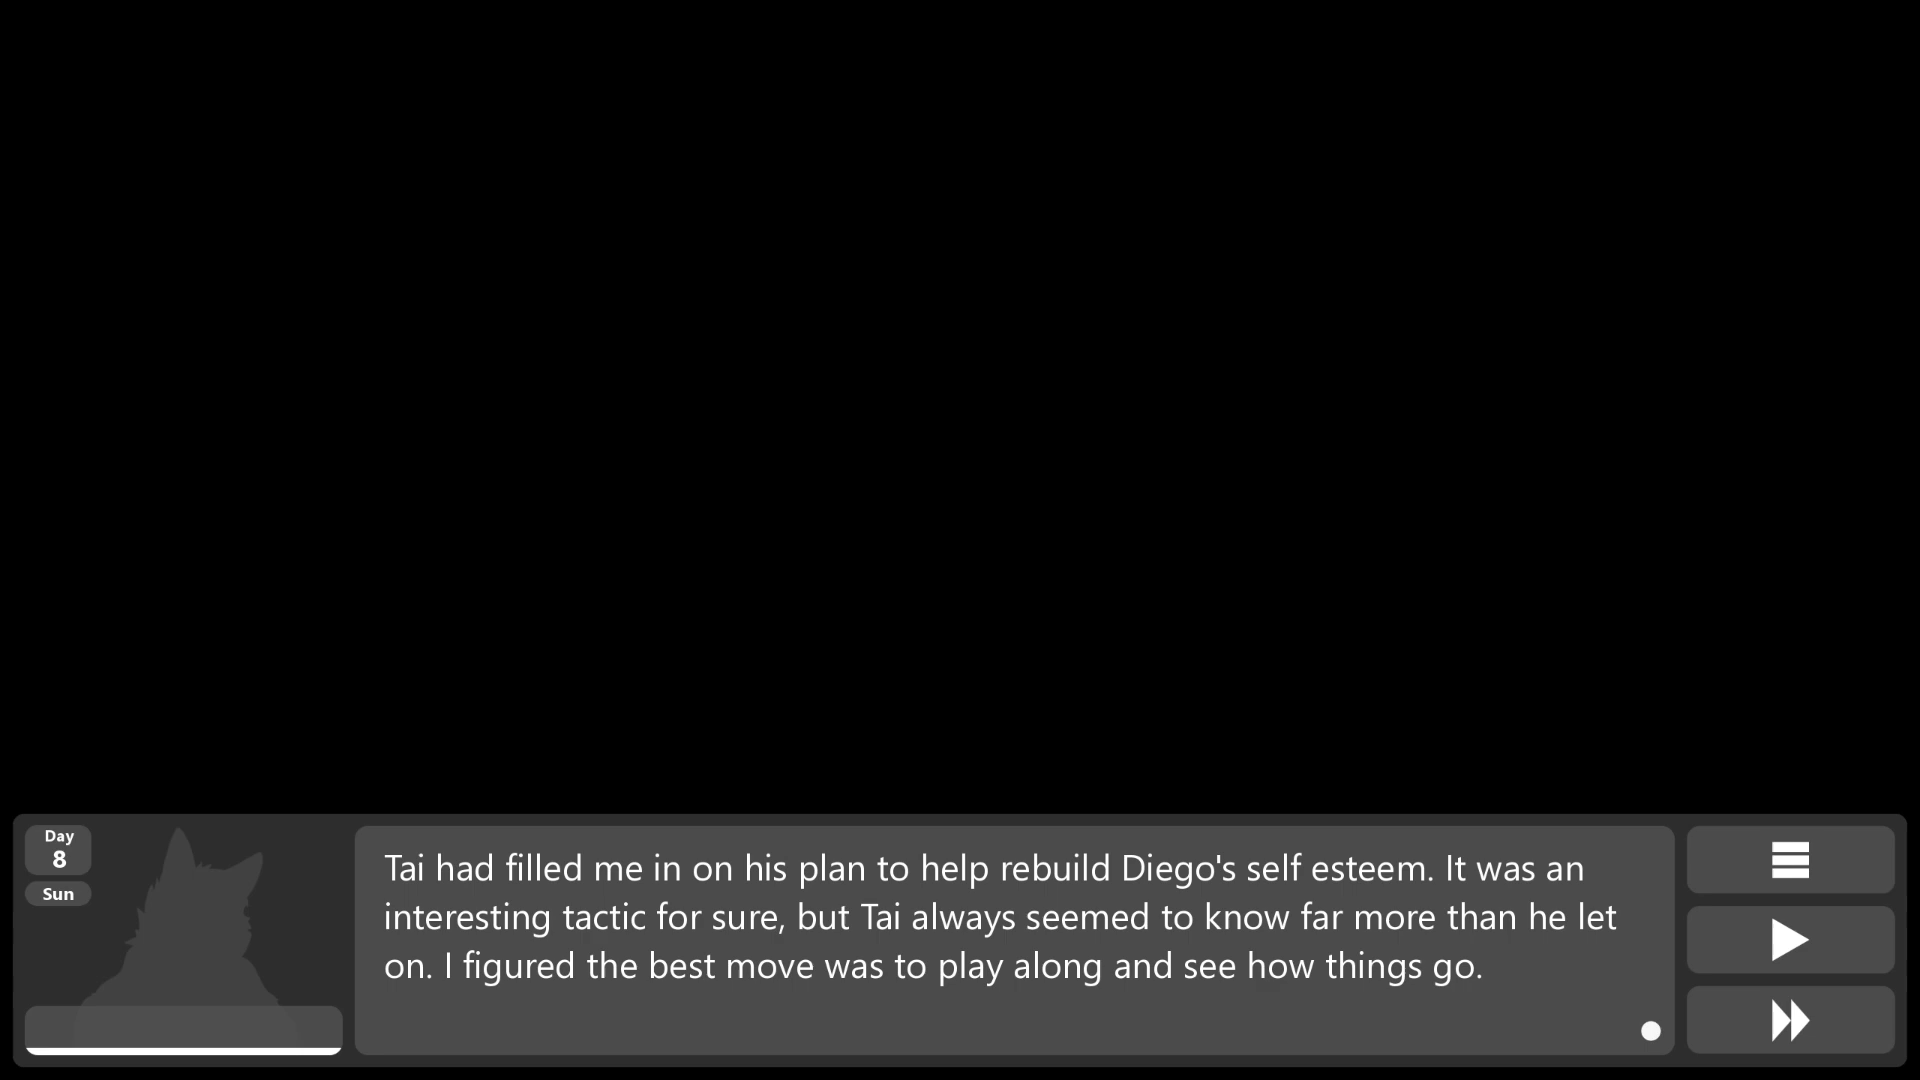 Day
8
Sun
Tai had filled me in on his plan to help rebuild Diego's self esteem. It was an
interesting tactic for sure, but Tai always seemed to know far more than he let
on. I figured the best move was to play along and see how things go.